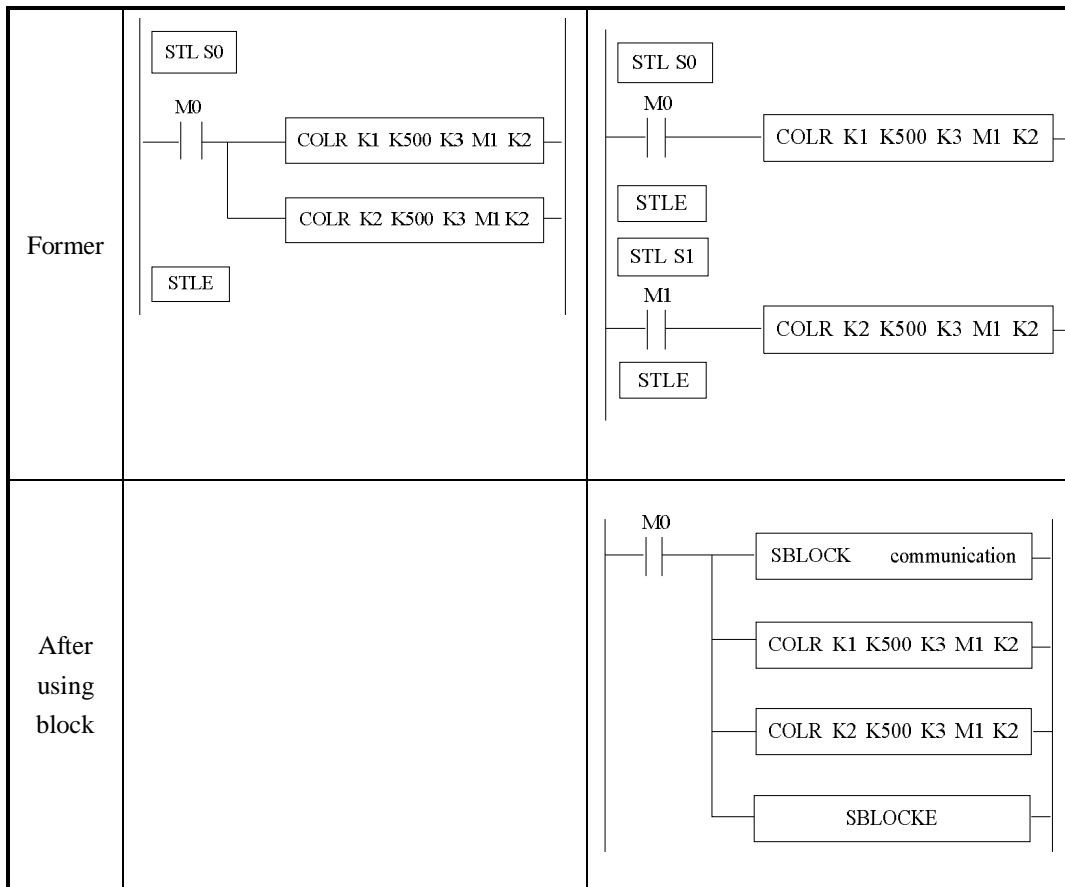 Former
STL S0
M0
COLR K1 K500 K3 M1 K2
COLR K2 K500 K3 M1 K2
STLE
STL S0
M0
COLR K1 K500 K3 M1 K2
STLE
STL S1
M1
COLR K2 K500 K3 M1 K2
STLE
After
using
block
M0
SBLOCK communication
COLR K1 K500 K3 M1 K2
COLR K2 K500 K3 M1 K2
SBLOCKE